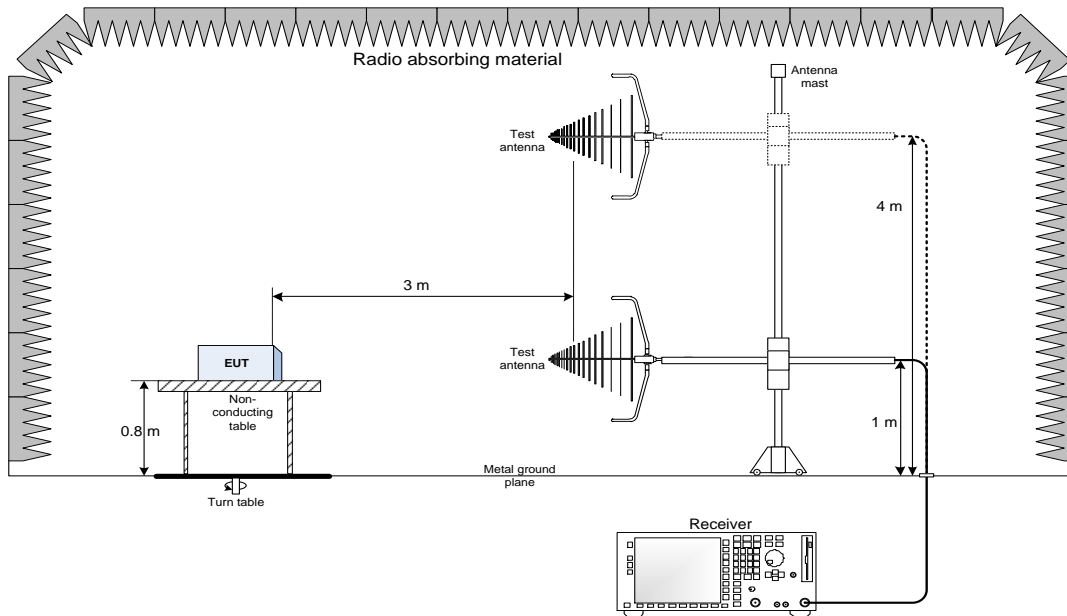 Radio absorbing material
Antenna
mast
Test
antenna
4 m
3 m
Test
antenna
EUT
Non-
conducting
table
0.8 m
1 m
Metal ground
plane
Turn table
Receiver